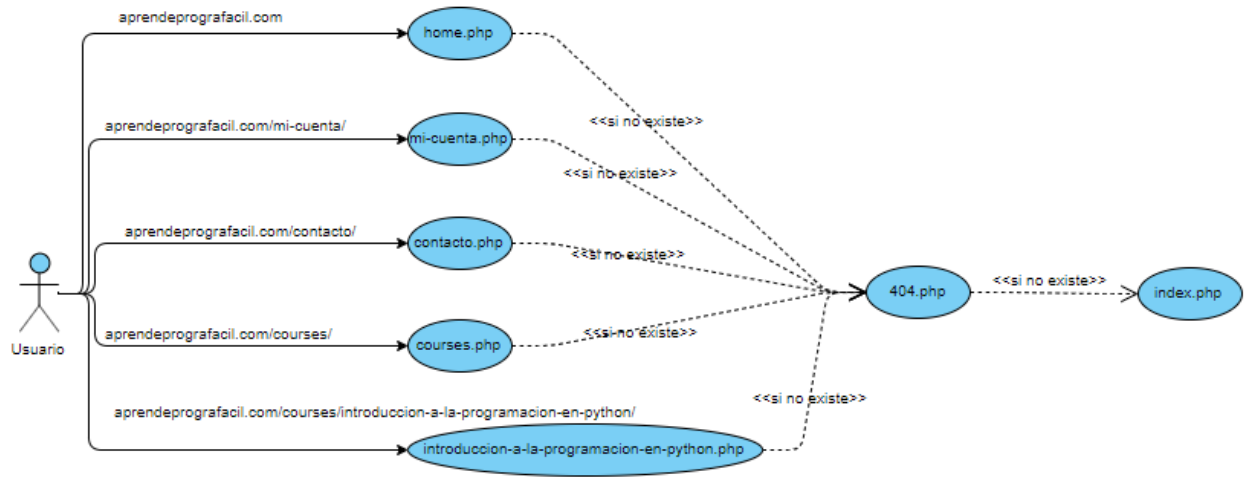 aprendeprografacil.com
home.php
<<si no existe>>
aprendeprografacil.com/mi-cuenta/
mi-cuenta.php
<<si no existe>>
aprendeprografacil.com/contacto/
contacto.php
<<si no existe>>
404.php
<<si no existe>>
index.php
Usuario
aprendeprografacil.com/courses/
courses.php
<<si no existe>>
aprendeprografacil.com/courses/introduccion-a-la-programacion-en-python/
introduccion-a-la-programacion-en-python.php
<<si no existe>>